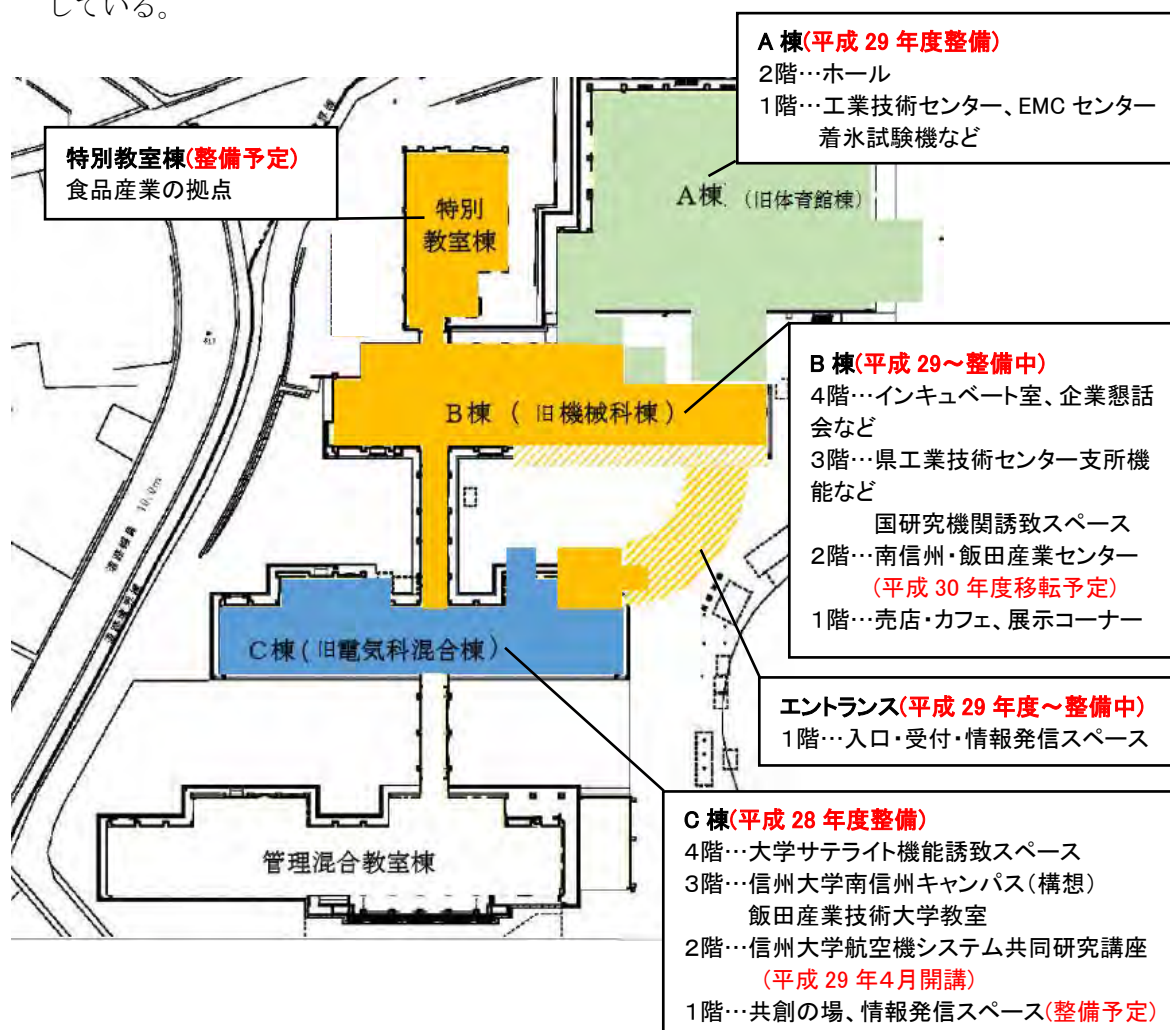 している。
A 棟(平成 29 年度整備)
2階…ホール
1階…工業技術センター、EMC センター
着氷試験機など
特別教室棟(整備予定)
食品産業の拠点
特別
教室棟
A棟（旧体育館棟）
B 棟(平成 29～整備中)
4階…インキュベート室、企業懇話
会など
3階…県工業技術センター支所機
能など
国研究機関誘致スペース
2階…南信州・飯田産業センター
(平成 30 年度移転予定)
1階…売店・カフェ、展示コーナー
B棟（旧機械科棟）
エントランス(平成 29 年度～整備中)
1階…入口・受付・情報発信スペース
C棟(旧電気科混合棟)
C 棟(平成 28 年度整備)
4階…大学サテライト機能誘致スペース
3階…信州大学南信州キャンパス(構想)
飯田産業技術大学教室
2階…信州大学航空機システム共同研究講座
(平成 29 年4月開講)
1階…共創の場、情報発信スペース(整備予定)
管理混合教室棟